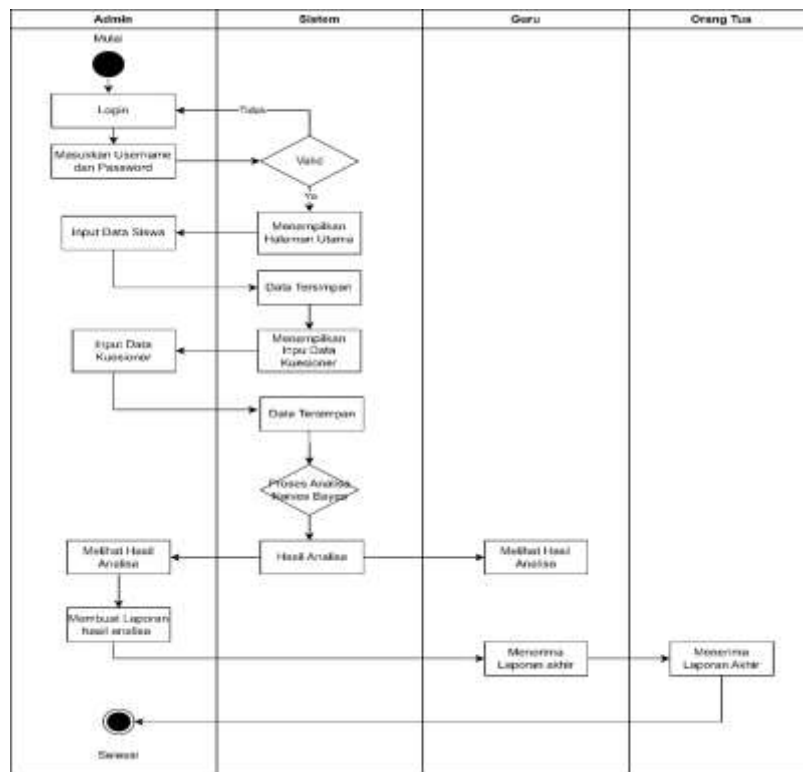 Admin
Sistem
Guru
Orang Tua
Mulai
Login
Tidak
Masukkan Username
dan Password
Valid
Ya
Input Data Siswa
Menampilkan
Halaman Utama
Data Tersimpan
Input Data
Kuesioner
Menampilkan
Inpu Data
Kuesioner
Data Tersimpan
Proses Analisa
Naives Bayes
Melihat Hasil
Analisa
Hasil Analisa
Melihat Hasil
Analisa
Membuat Laporan
hasil analisa
Menerima
Laporan akhir
Menerima
Laporan Akhir
Selesai